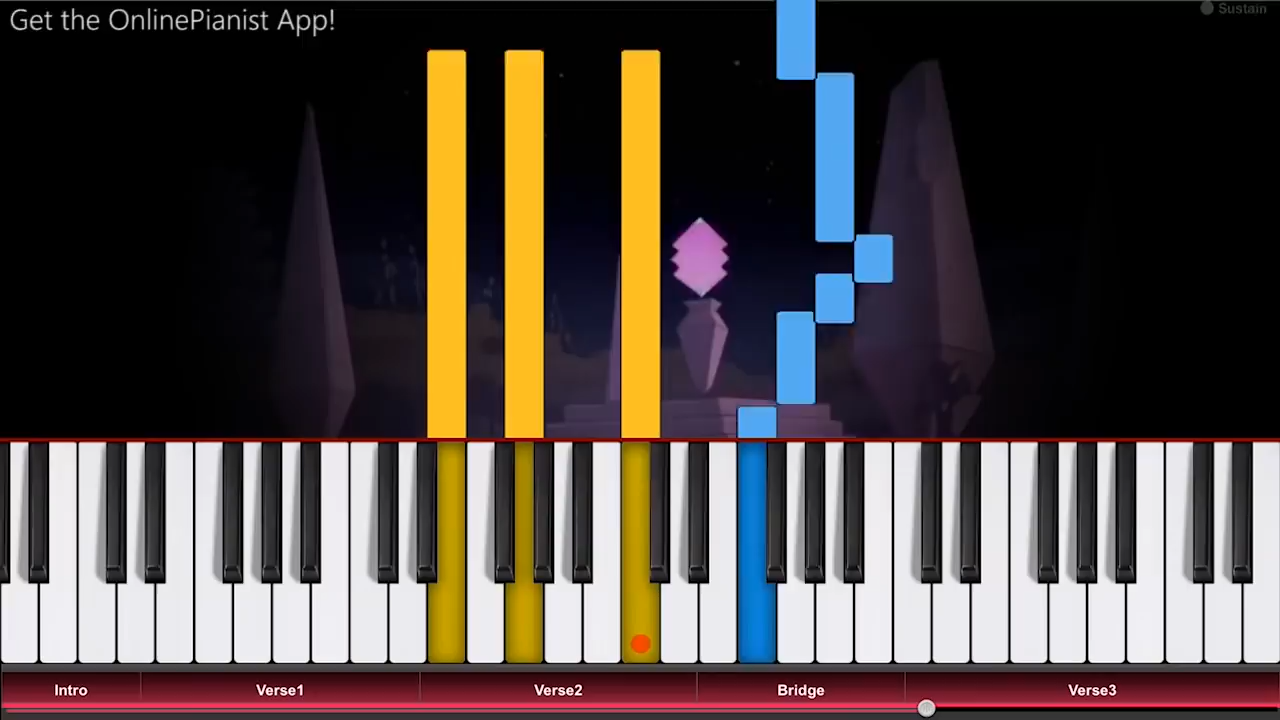 Get the OnlinePianist App!
Sustain
Intro
Verse1
Verse2
Bridge
Verse3